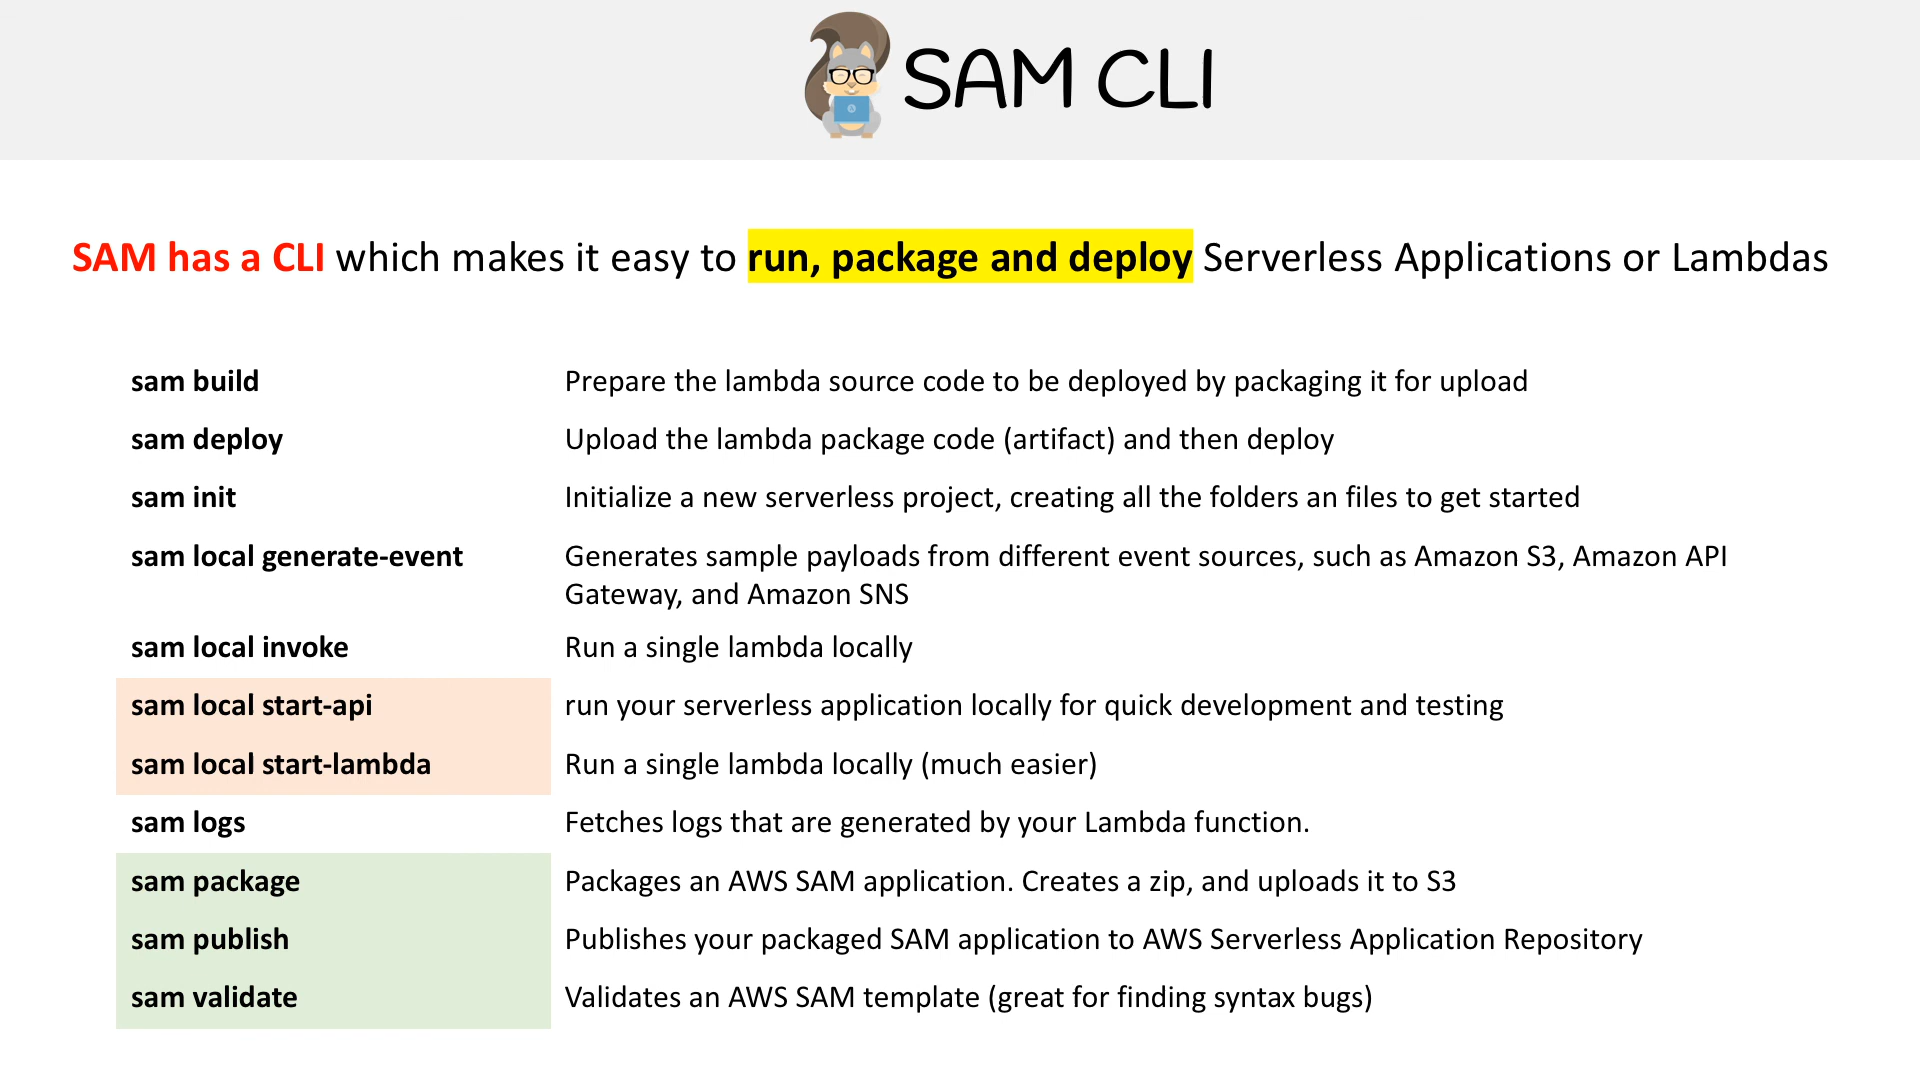 SAM CLI
SAM has a CLI which makes it easy to run, package and deploy Serverless Applications or Lambdas
sam build Prepare the lambda source code to be deployed by packaging it for upload
sam deploy Upload the lambda package code (artifact) and then deploy
sam init Initialize a new serverless project, creating all the folders an files to get started
sam local generate-event Generates sample payloads from different event sources, such as Amazon S3, Amazon API
Gateway, and Amazon SNS
sam local invoke Run a single lambda locally
sam local start-api run your serverless application locally for quick development and testing
sam local start-lambda Run a single lambda locally (much easier)
sam logs Fetches logs that are generated by your Lambda function.
sam package Packages an AWS SAM application. Creates a zip, and uploads it to S3
sam publish Publishes your packaged SAM application to AWS Serverless Application Repository
sam validate Validates an AWS SAM template (great for finding syntax bugs)